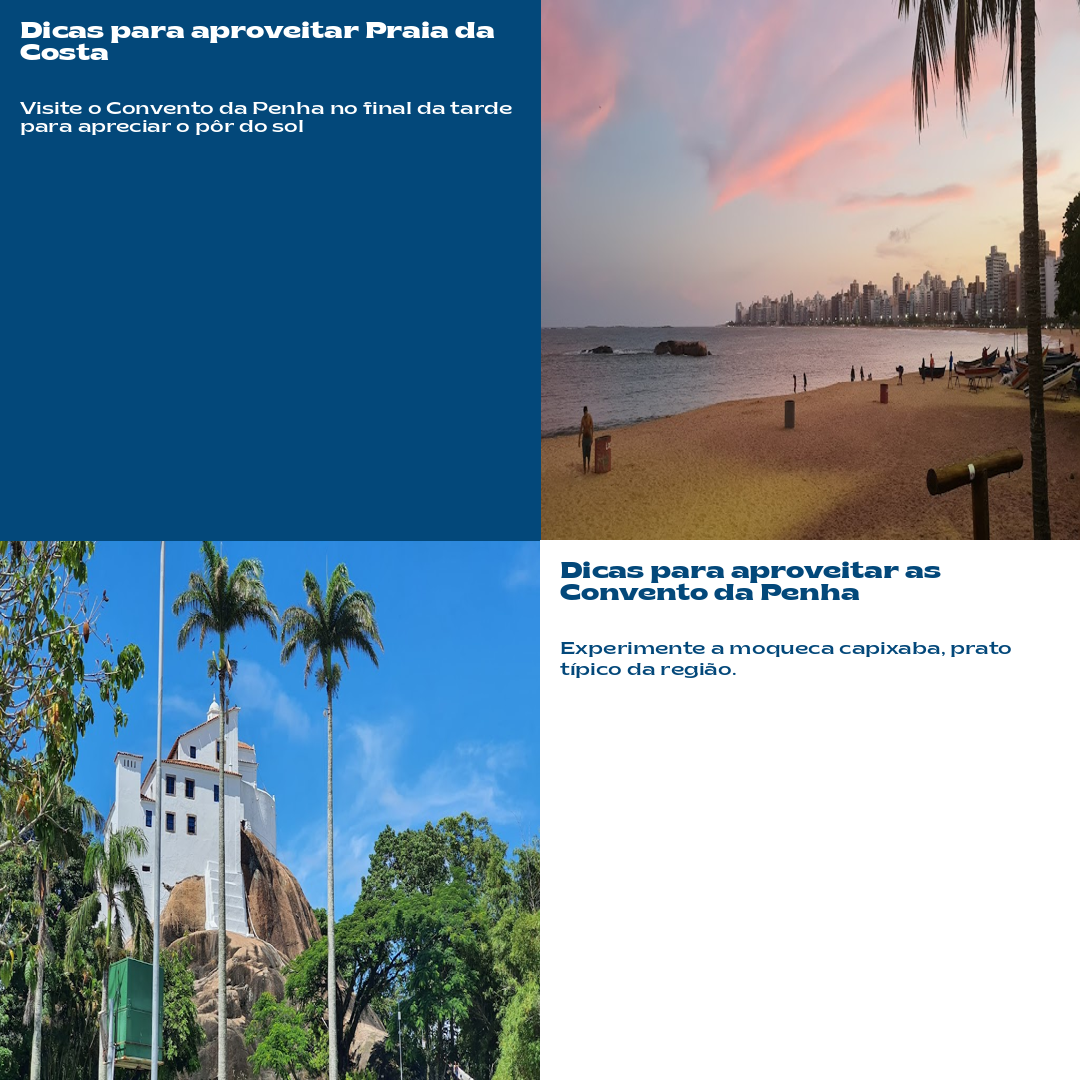 Dicas para aproveitar Praia da
Costa
Visite o Convento da Penha no final da tarde
para apreciar o pôr do sol
Dicas para aproveitar as
Convento da Penha
Experimente a moqueca capixaba, prato
típico da região.